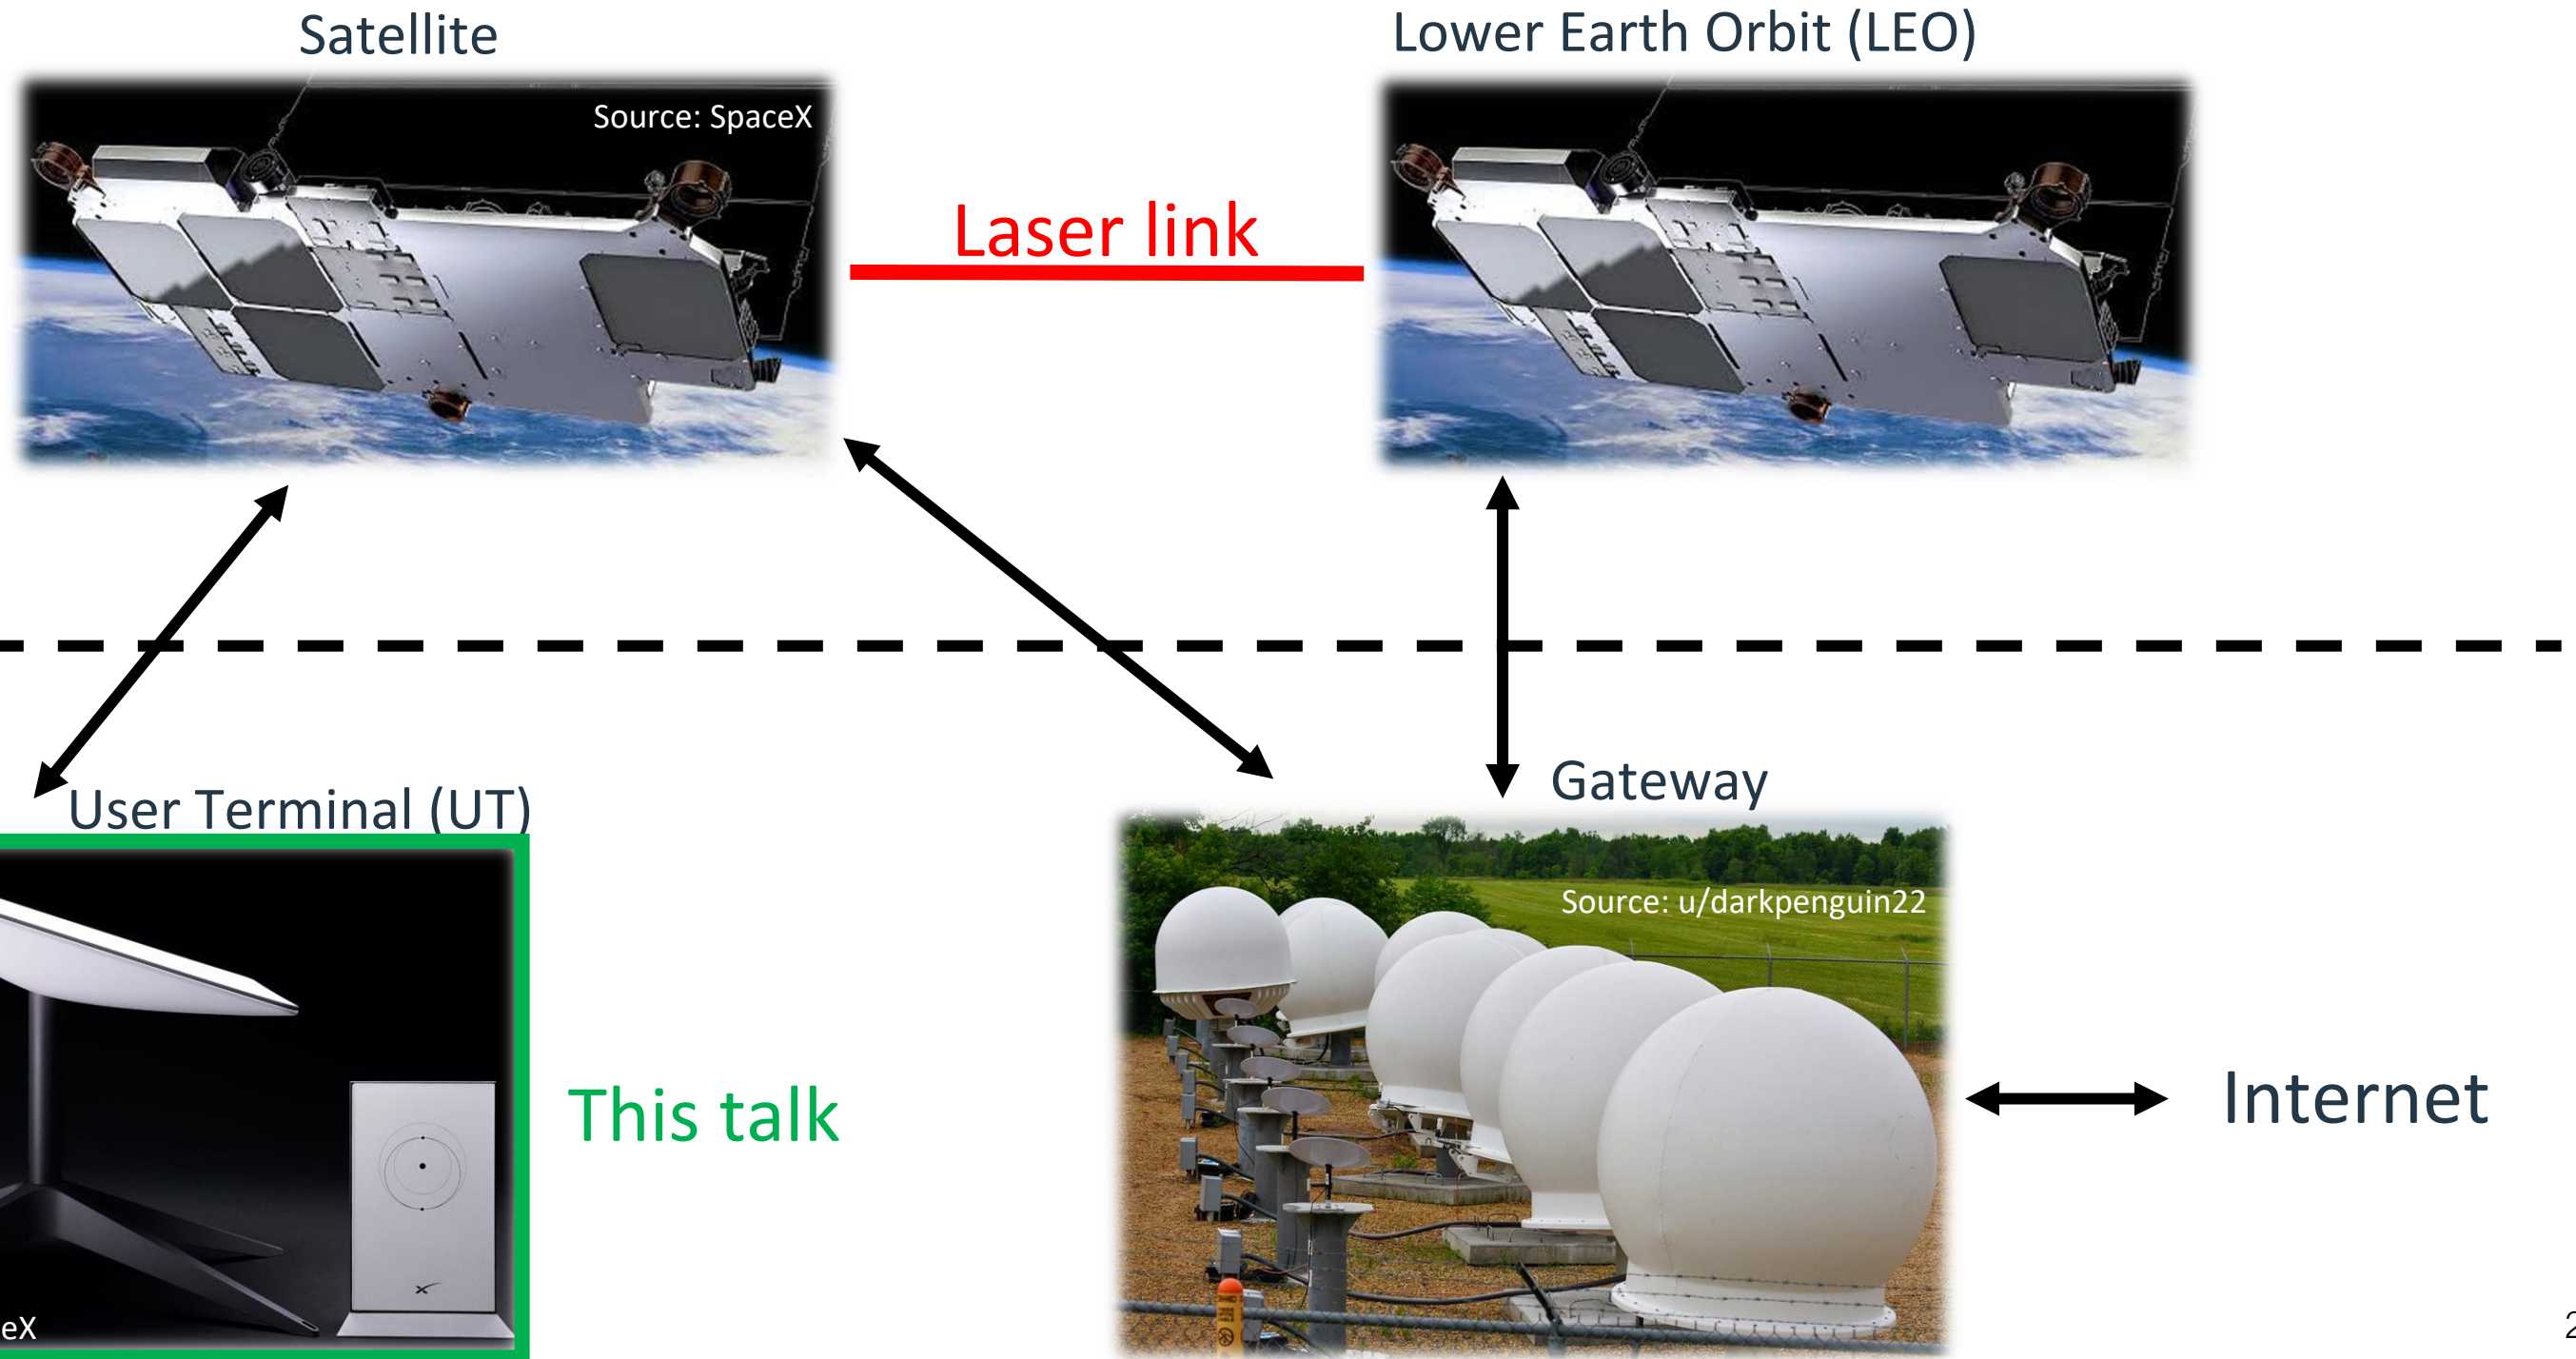 Satellite
Lower Earth Orbit (LEO)
Source: SpaceX
Laser link
User Terminal (UT)
Gateway
Source: u/darkpenguin22
This talk
Internet
eX
2